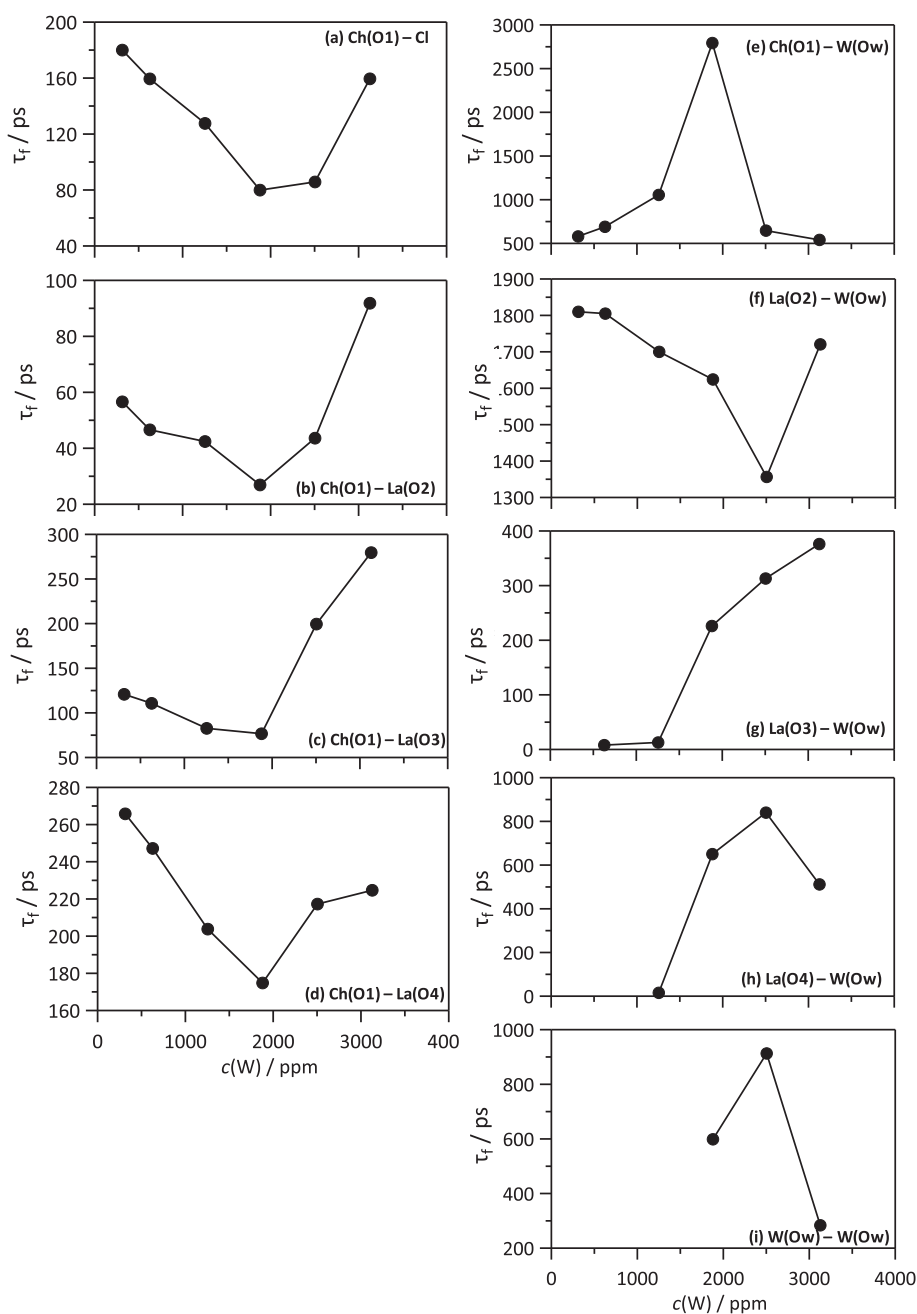 200
160
120
80
40
τf / ps
(a) Ch(O1) – Cl
100
80
60
40
20
τf / ps
(b) Ch(O1) – La(O2)
300
250
200
150
100
50
τf / ps
(c) Ch(O1) – La(O3)
280
260
240
220
200
180
160
τf / ps
(d) Ch(O1) – La(O4)
0 1000 2000 3000 400
c(W) / ppm
3000
2500
2000
1500
1000
500
τf / ps
(e) Ch(O1) – W(Ow)
1900
1800
.700
1600
1500
1400
1300
τf / ps
(f) La(O2) – W(Ow)
400
300
200
100
0
τf / ps
(g) La(O3) – W(Ow)
1000
800
600
400
200
0
τf / ps
(h) La(O4) – W(Ow)
1000
800
600
400
200
τf / ps
(i) W(Ow) – W(Ow)
0 1000 2000 3000 4000
c(W) / ppm